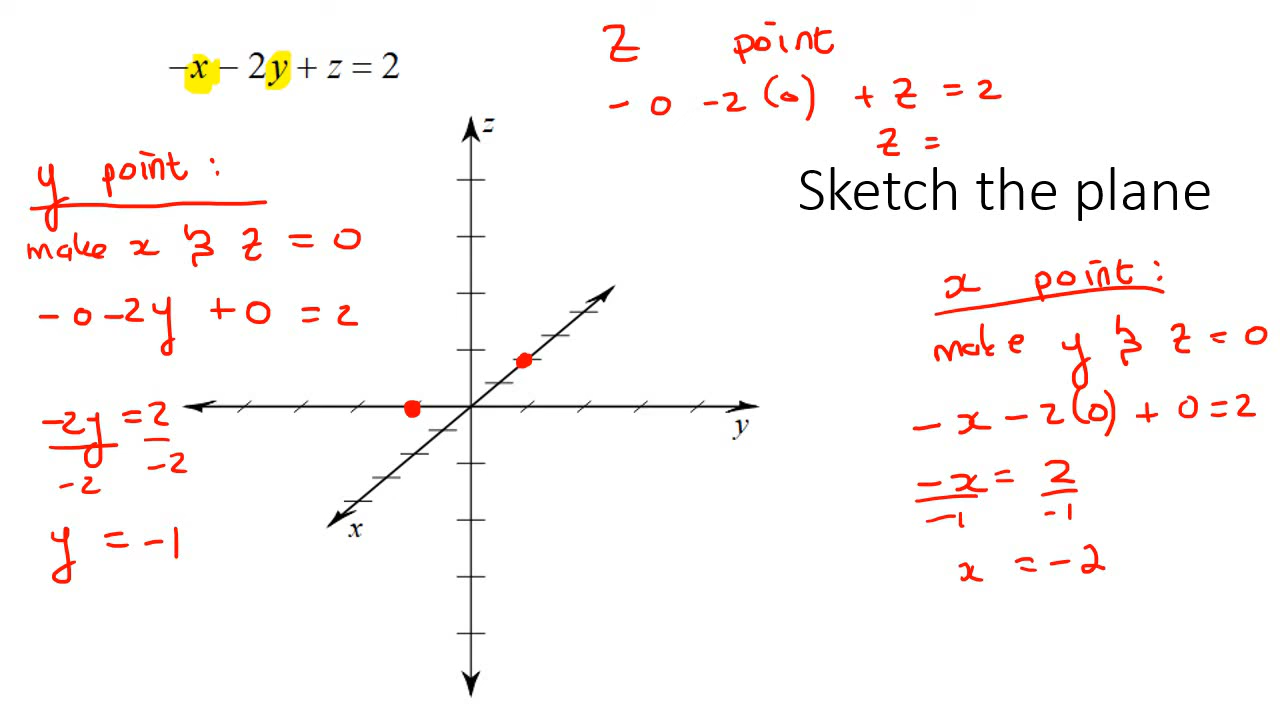 -x - 2y + z = 2
z point
- 0 -2 (0) + z = 2
z =
Sketch the plane
y point :
make x & z = 0
- 0 - 2y + 0 = 2
-2y = 2
-2 -2
y = -1
z
y
x
x point :
make y & z = 0
- x - 2(0) + 0 = 2
-x = 2
-1 -1
x = -2